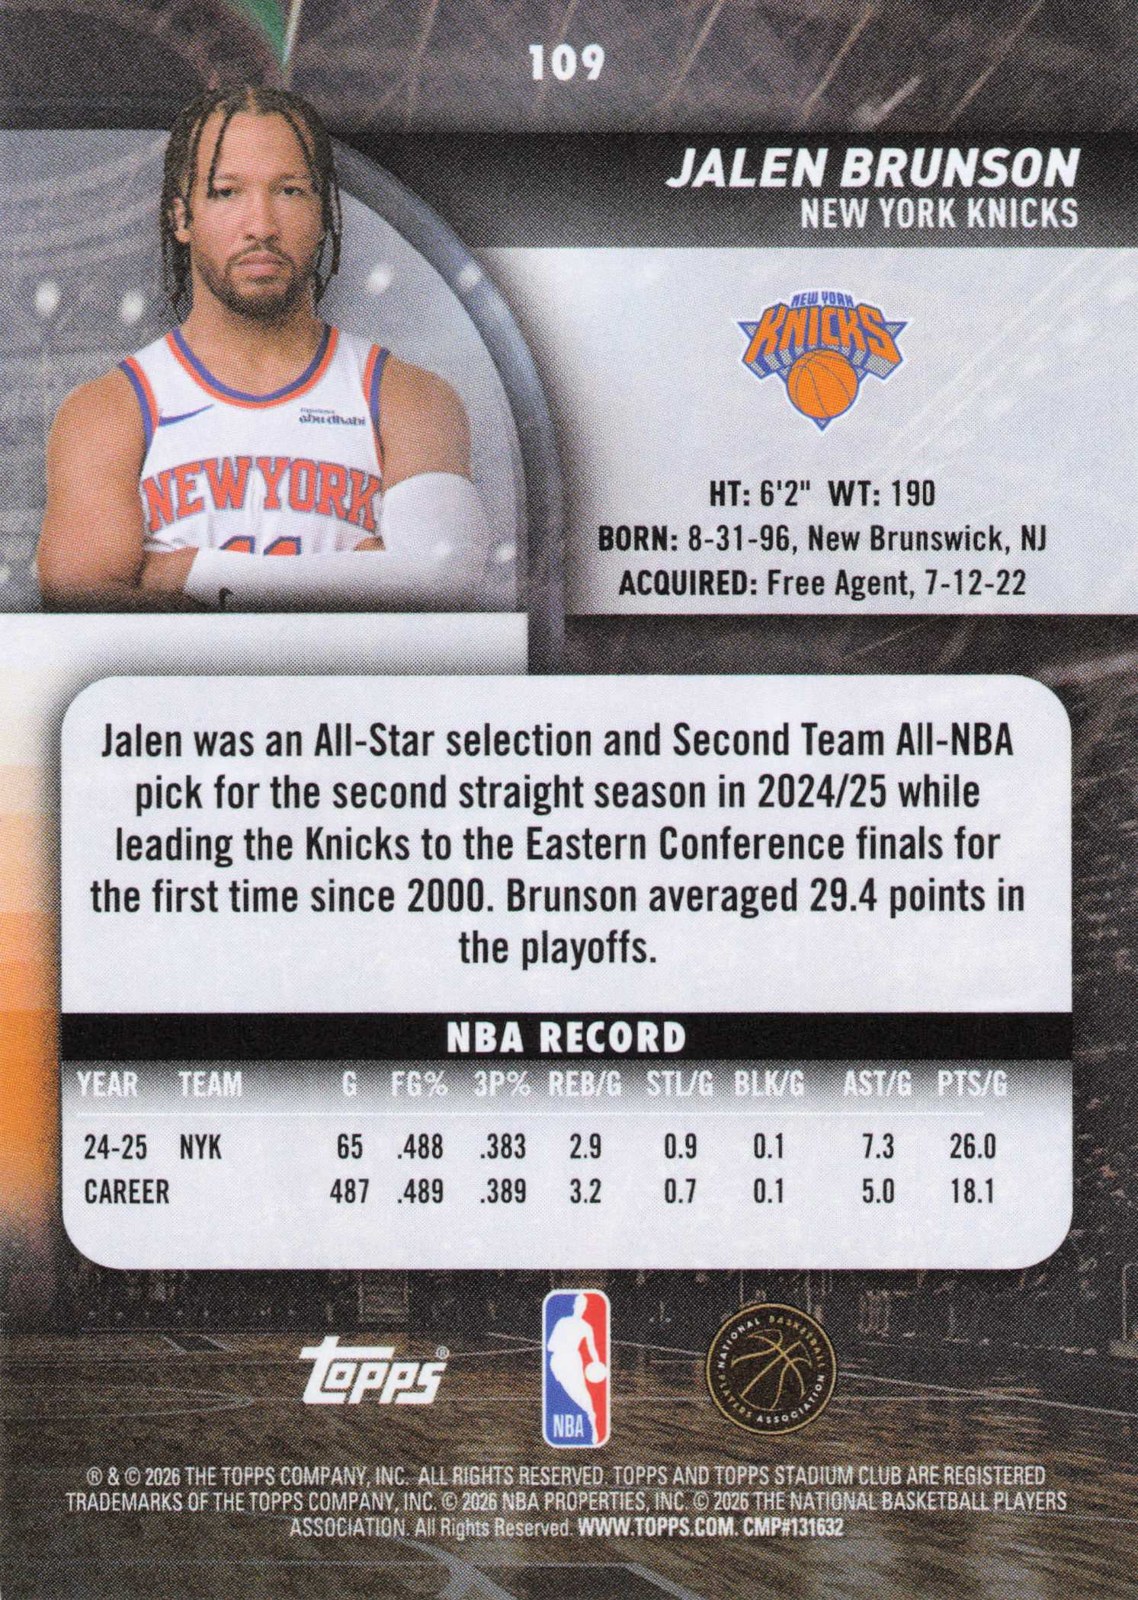 109
JALEN BRUNSON
NEW YORK KNICKS
NEW YORK
KNICKS
HT: 6'2" WT: 190
BORN: 8-31-96, New Brunswick, NJ
ACQUIRED: Free Agent, 7-12-22
abu dhabi
NEW YORK
11
Jalen was an All-Star selection and Second Team All-NBA
pick for the second straight season in 2024/25 while
leading the Knicks to the Eastern Conference finals for
the first time since 2000. Brunson averaged 29.4 points in
the playoffs.
NBA RECORD
YEAR TEAM G FG% 3P% REB/G STL/G BLK/G AST/G PTS/G
24-25 NYK 65 .488 .383 2.9 0.9 0.1 7.3 26.0
CAREER 487 .489 .389 3.2 0.7 0.1 5.0 18.1
TOPPS®
NBA
NATIONAL BASKETBALL PLAYERS ASSOCIATION
® & © 2026 THE TOPPS COMPANY, INC. ALL RIGHTS RESERVED. TOPPS AND TOPPS STADIUM CLUB ARE REGISTERED
TRADEMARKS OF THE TOPPS COMPANY, INC. © 2026 NBA PROPERTIES, INC. © 2026 THE NATIONAL BASKETBALL PLAYERS
ASSOCIATION. All Rights Reserved. WWW.TOPPS.COM. CMP#131632